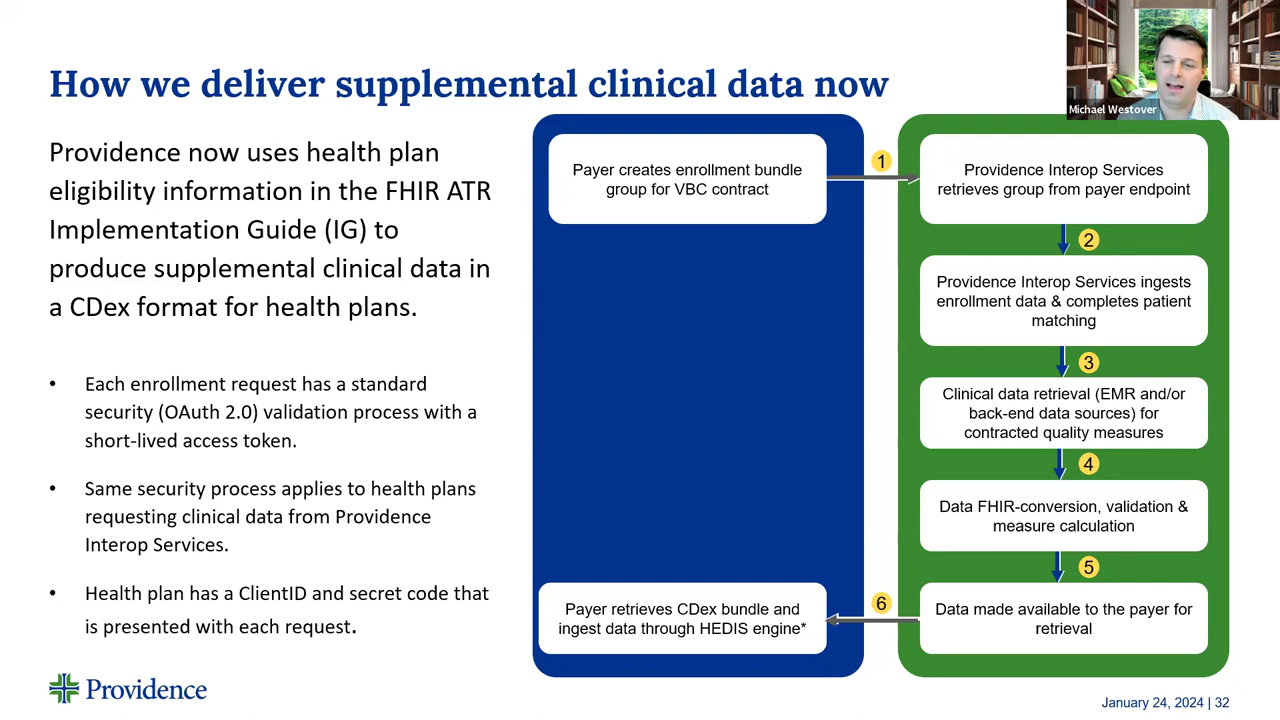 How we deliver supplemental clinical data now
Michael Westover
Providence now uses health plan
eligibility information in the FHIR ATR
Implementation Guide (IG) to
produce supplemental clinical data in
a CDex format for health plans.
• Each enrollment request has a standard
security (OAuth 2.0) validation process with a
short-lived access token.
• Same security process applies to health plans
requesting clinical data from Providence
Interop Services.
• Health plan has a ClientID and secret code that
is presented with each request.
Payer creates enrollment bundle
group for VBC contract
1
Providence Interop Services
retrieves group from payer endpoint
2
Providence Interop Services ingests
enrollment data & completes patient
matching
3
Clinical data retrieval (EMR and/or
back-end data sources) for
contracted quality measures
4
Data FHIR-conversion, validation &
measure calculation
5
Data made available to the payer for
retrieval
6
Payer retrieves CDex bundle and
ingest data through HEDIS engine*
Providence
January 24, 2024 | 32